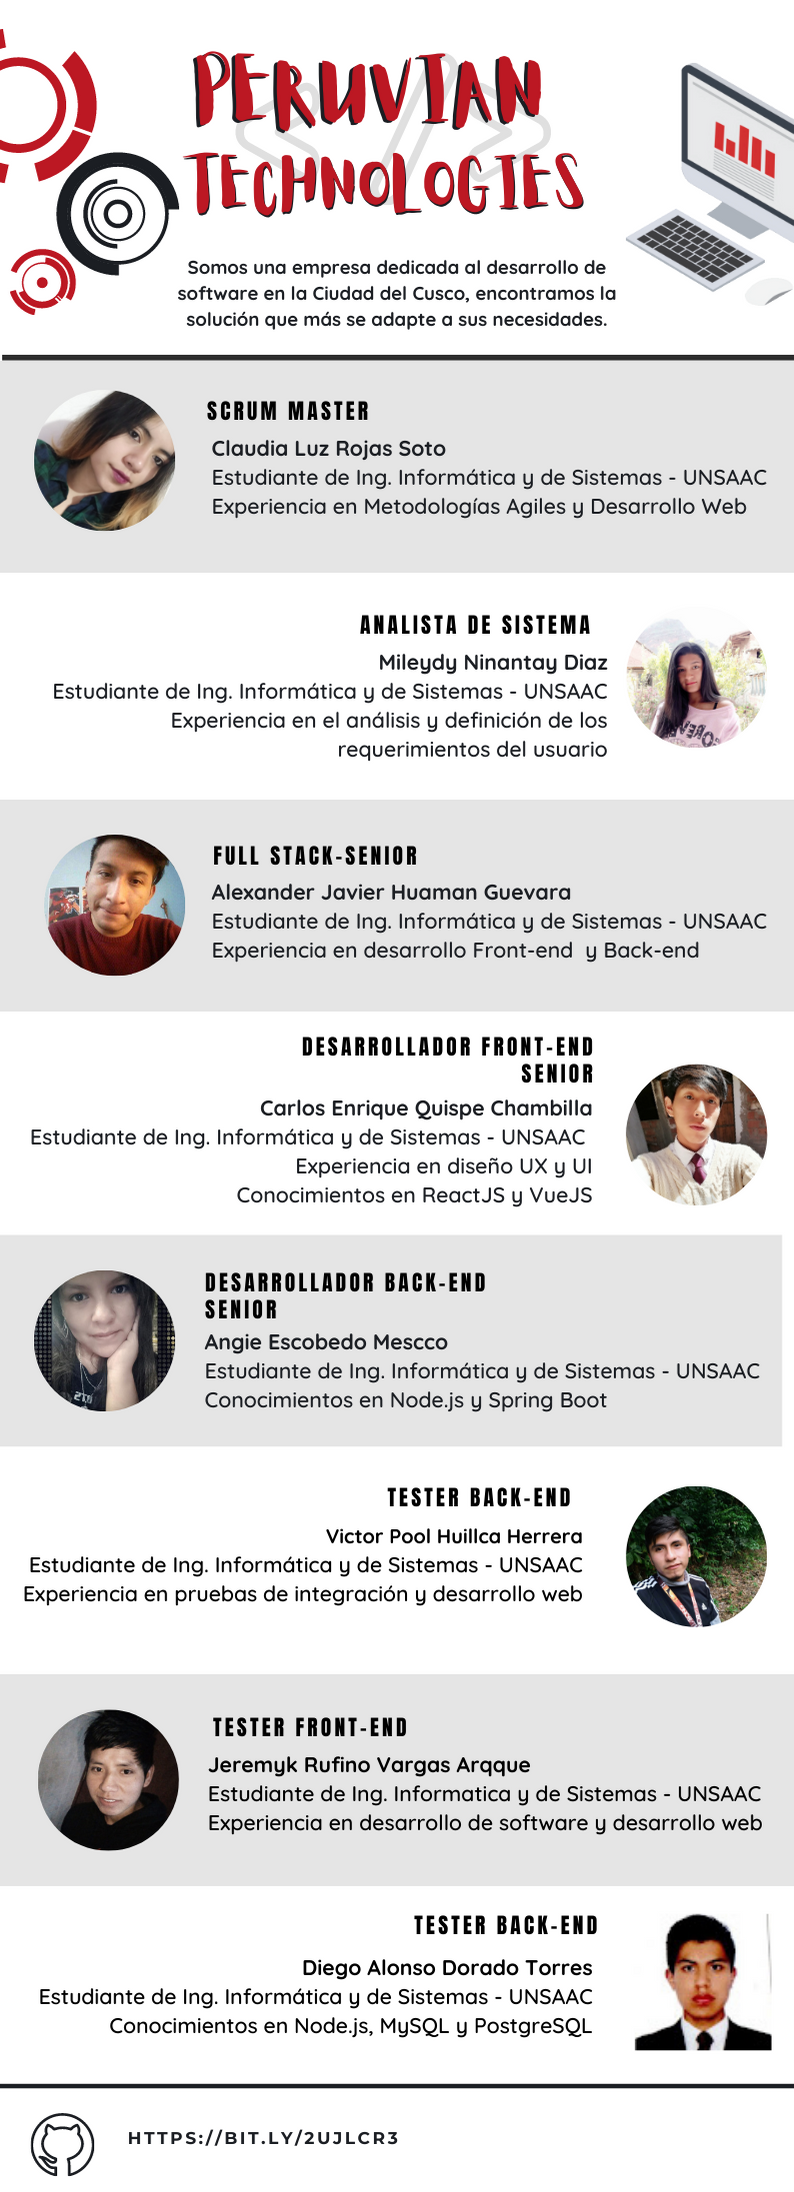 PERUVIAN
TECHNOLOGIES
Somos una empresa dedicada al desarrollo de
software en la Ciudad del Cusco, encontramos la
solución que más se adapte a sus necesidades.
SCRUM MASTER
Claudia Luz Rojas Soto
Estudiante de Ing. Informática y de Sistemas - UNSAAC
Experiencia en Metodologías Agiles y Desarrollo Web
ANALISTA DE SISTEMA
Mileydy Ninantay Diaz
Estudiante de Ing. Informática y de Sistemas - UNSAAC
Experiencia en el análisis y definición de los
requerimientos del usuario
FULL STACK-SENIOR
Alexander Javier Huaman Guevara
Estudiante de Ing. Informática y de Sistemas - UNSAAC
Experiencia en desarrollo Front-end y Back-end
DESARROLLADOR FRONT-END
SENIOR
Carlos Enrique Quispe Chambilla
Estudiante de Ing. Informática y de Sistemas - UNSAAC
Experiencia en diseño UX y UI
Conocimientos en ReactJS y VueJS
DESARROLLADOR BACK-END
SENIOR
Angie Escobedo Mescco
Estudiante de Ing. Informática y de Sistemas - UNSAAC
Conocimientos en Node.js y Spring Boot
TESTER BACK-END
Victor Pool Huillca Herrera
Estudiante de Ing. Informática y de Sistemas - UNSAAC
Experiencia en pruebas de integración y desarrollo web
TESTER FRONT-END
Jeremyk Rufino Vargas Arqque
Estudiante de Ing. Informatica y de Sistemas - UNSAAC
Experiencia en desarrollo de software y desarrollo web
TESTER BACK-END
Diego Alonso Dorado Torres
Estudiante de Ing. Informática y de Sistemas - UNSAAC
Conocimientos en Node.js, MySQL y PostgreSQL
HTTPS://BIT.LY/2UJLCR3